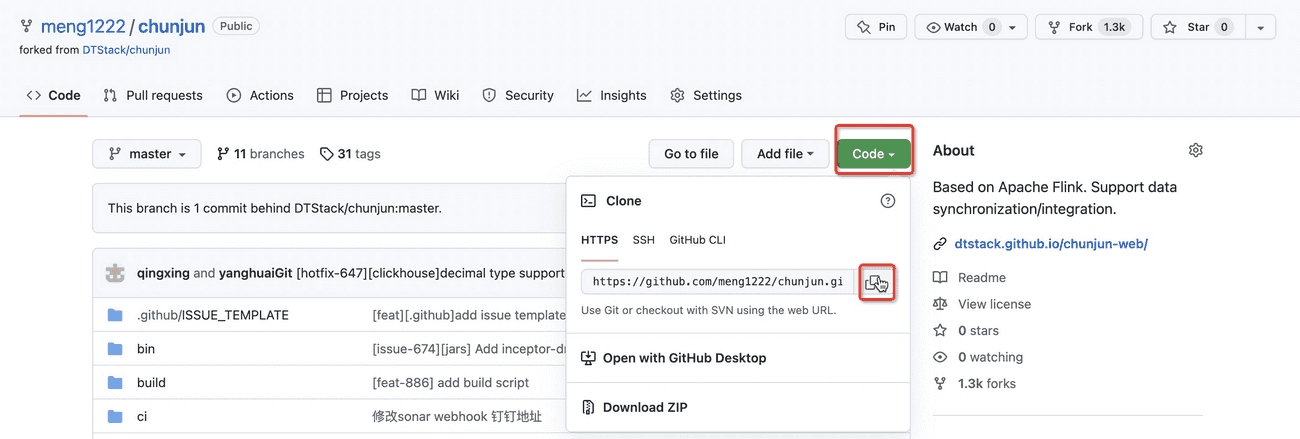 meng1222 / chunjun Public
Pin
Watch 0
Fork 1.3k
Star 0
forked from DTStack/chunjun
Code
Pull requests
Actions
Projects
Wiki
Security
Insights
Settings
master
11 branches
31 tags
Go to file
Add file
Code
This branch is 1 commit behind DTStack/chunjun:master.
qingxing and yanghuaiGit [hotfix-647][clickhouse]decimal type support
.github/ISSUE_TEMPLATE [feat][.github]add issue template
bin [issue-674][jars] Add inceptor-
build [feat-886] add build script
ci 修改sonar webhook 钉钉地址
Clone
HTTPS
SSH
GitHub CLI
https://github.com/meng1222/chunjun.gi
Use Git or checkout with SVN using the web URL.
Open with GitHub Desktop
Download ZIP
About
Based on Apache Flink. Support data
synchronization/integration.
dtstack.github.io/chunjun-web/
Readme
View license
0 stars
0 watching
1.3k forks